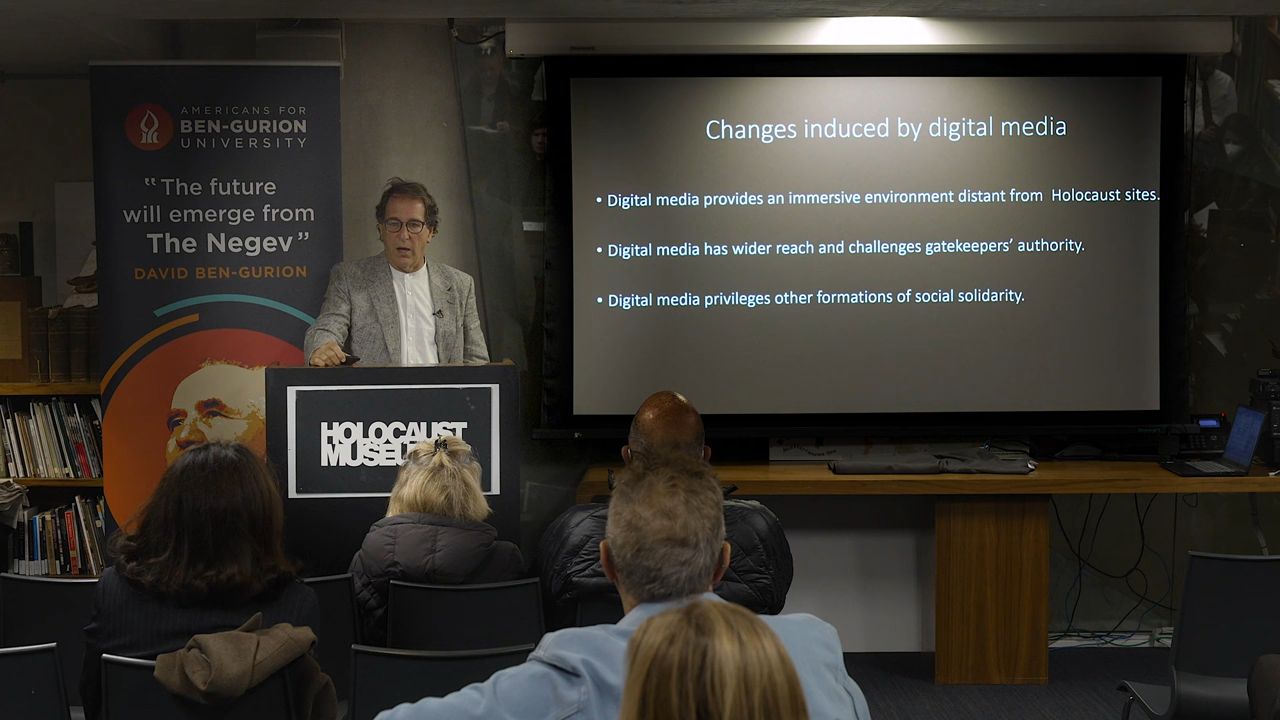 AMERICANS FOR
BEN-GURION
UNIVERSITY
"The future
will emerge from
The Negev"
DAVID BEN-GURION
HOLOCAUST
Changes induced by digital media
• Digital media provides an immersive environment distant from Holocaust sites.
• Digital media has wider reach and challenges gatekeepers' authority.
• Digital media privileges other formations of social solidarity.